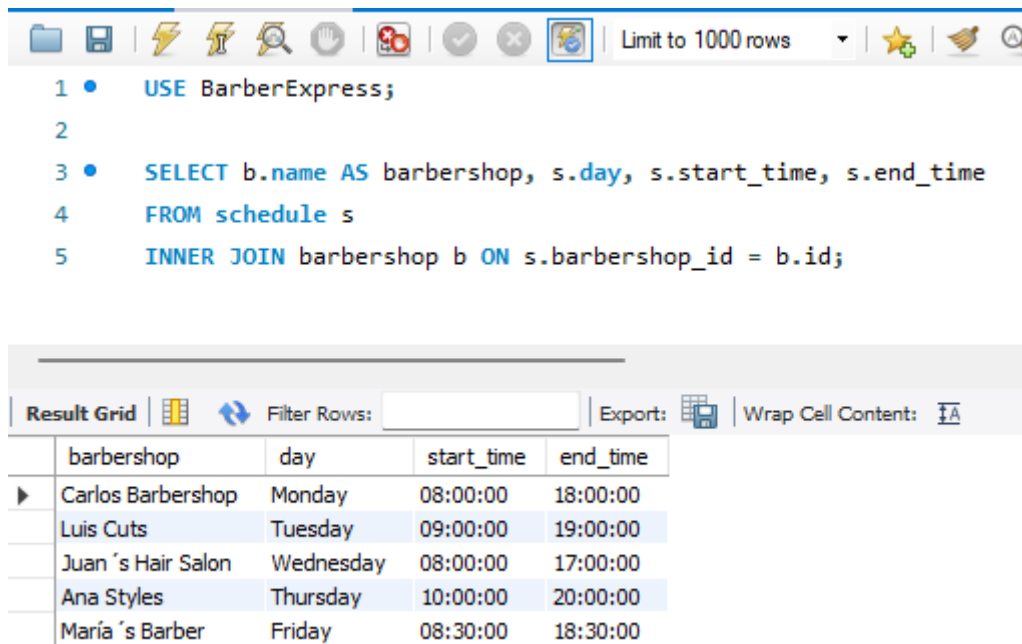 Limit to 1000 rows
1 USE BarberExpress;
2
3 SELECT b.name AS barbershop, s.day, s.start_time, s.end_time
4 FROM schedule s
5 INNER JOIN barbershop b ON s.barbershop_id = b.id;
Result Grid Filter Rows: Export: Wrap Cell Content: IA
barbershop day start_time end_time
Carlos Barbershop Monday 08:00:00 18:00:00
Luis Cuts Tuesday 09:00:00 19:00:00
Juan ´s Hair Salon Wednesday 08:00:00 17:00:00
Ana Styles Thursday 10:00:00 20:00:00
María ´s Barber Friday 08:30:00 18:30:00